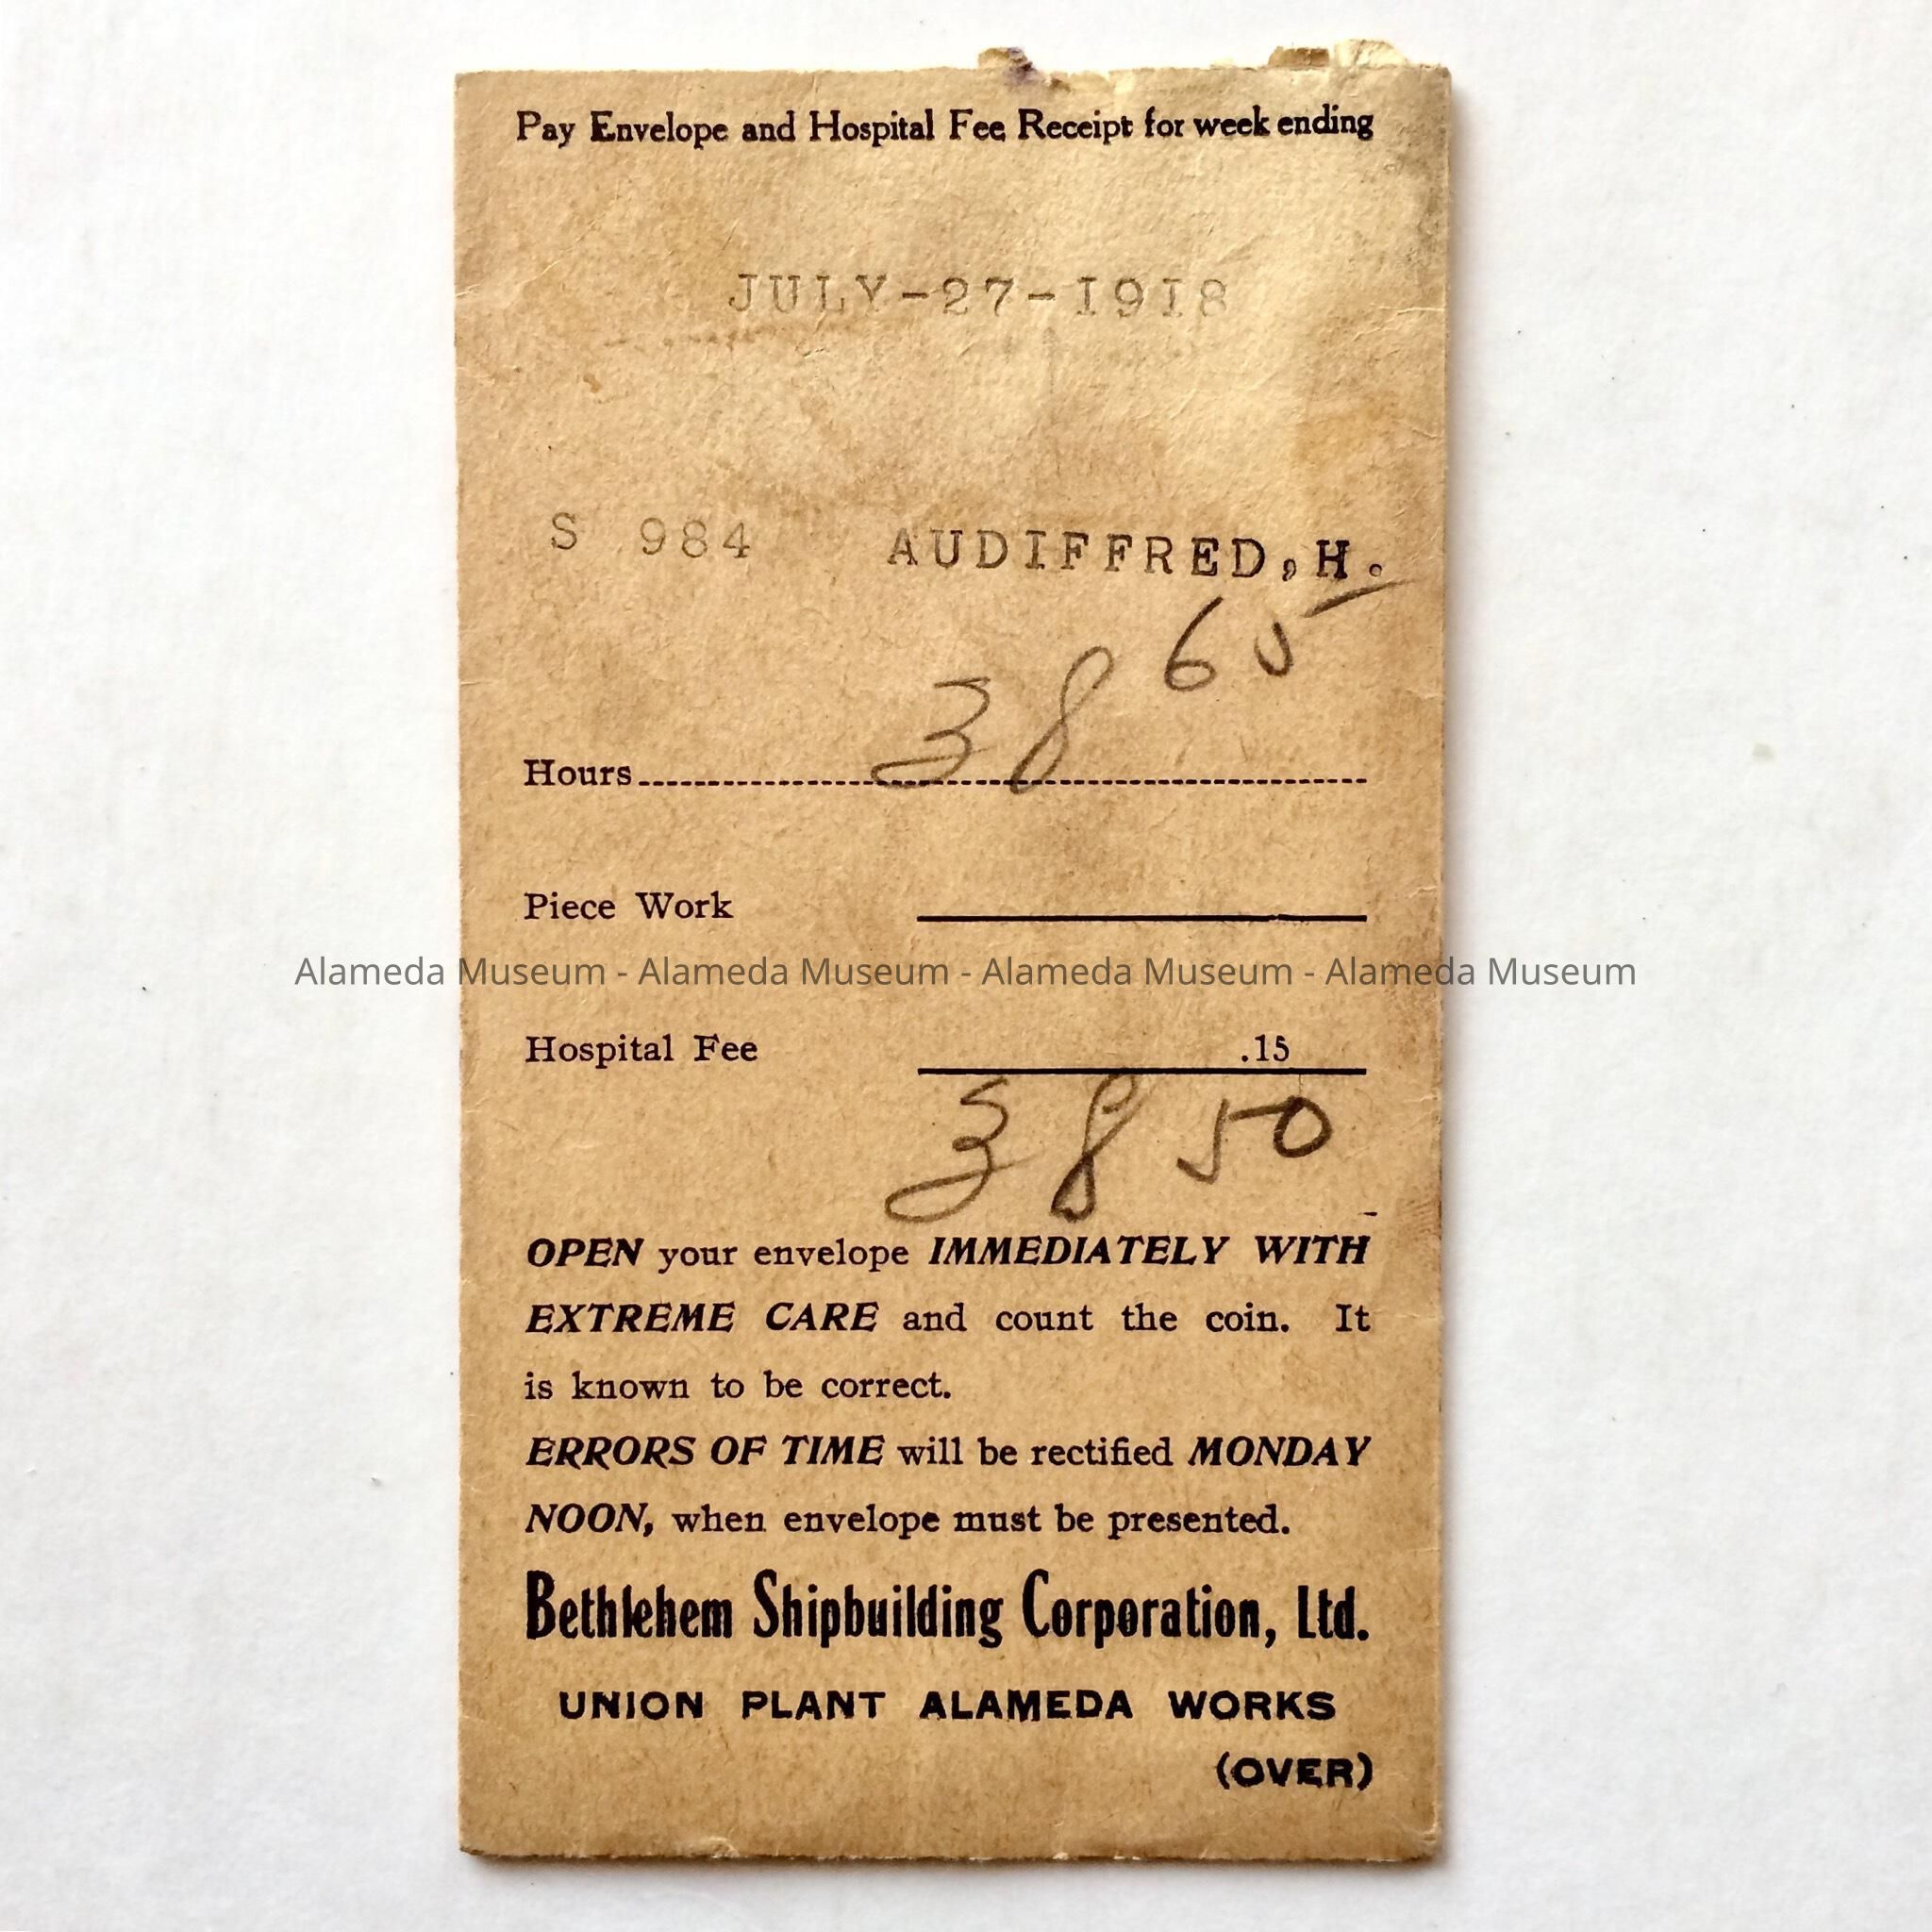 Pay Envelope and Hospital Fee Receipt for week ending
JULY-27-1918
S 984 AUDIFFRED,H.
38 65
Hours
Piece Work
Alameda Museum - Alameda Museum - Alameda Museum - Alameda Museum
Hospital Fee .15
38 50
OPEN your envelope IMMEDIATELY WITH
EXTREME CARE and count the coin. It
is known to be correct.
ERRORS OF TIME will be rectified MONDAY
NOON, when envelope must be presented.
Bethlehem Shipbuilding Corporation, Ltd.
UNION PLANT ALAMEDA WORKS
(OVER)